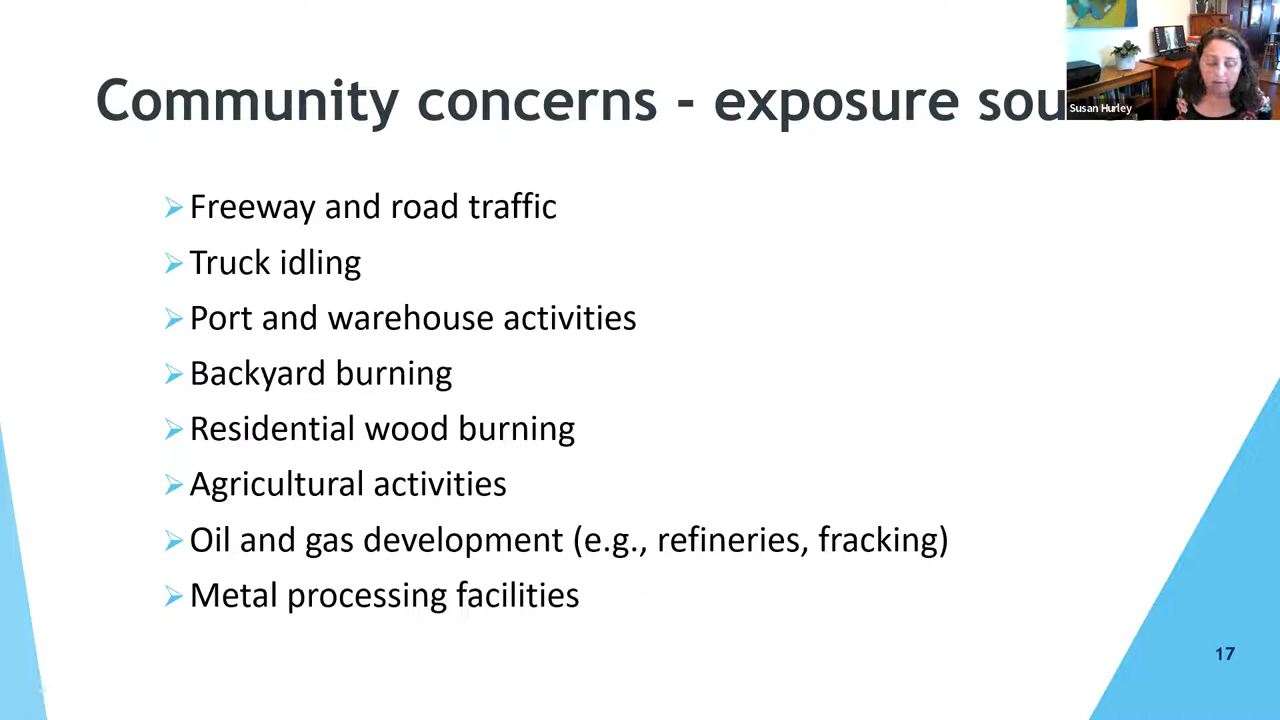 Community concerns - exposure
Susan Hurley
Freeway and road traffic
Truck idling
Port and warehouse activities
Backyard burning
Residential wood burning
Agricultural activities
Oil and gas development (e.g., refineries, fracking)
Metal processing facilities
17